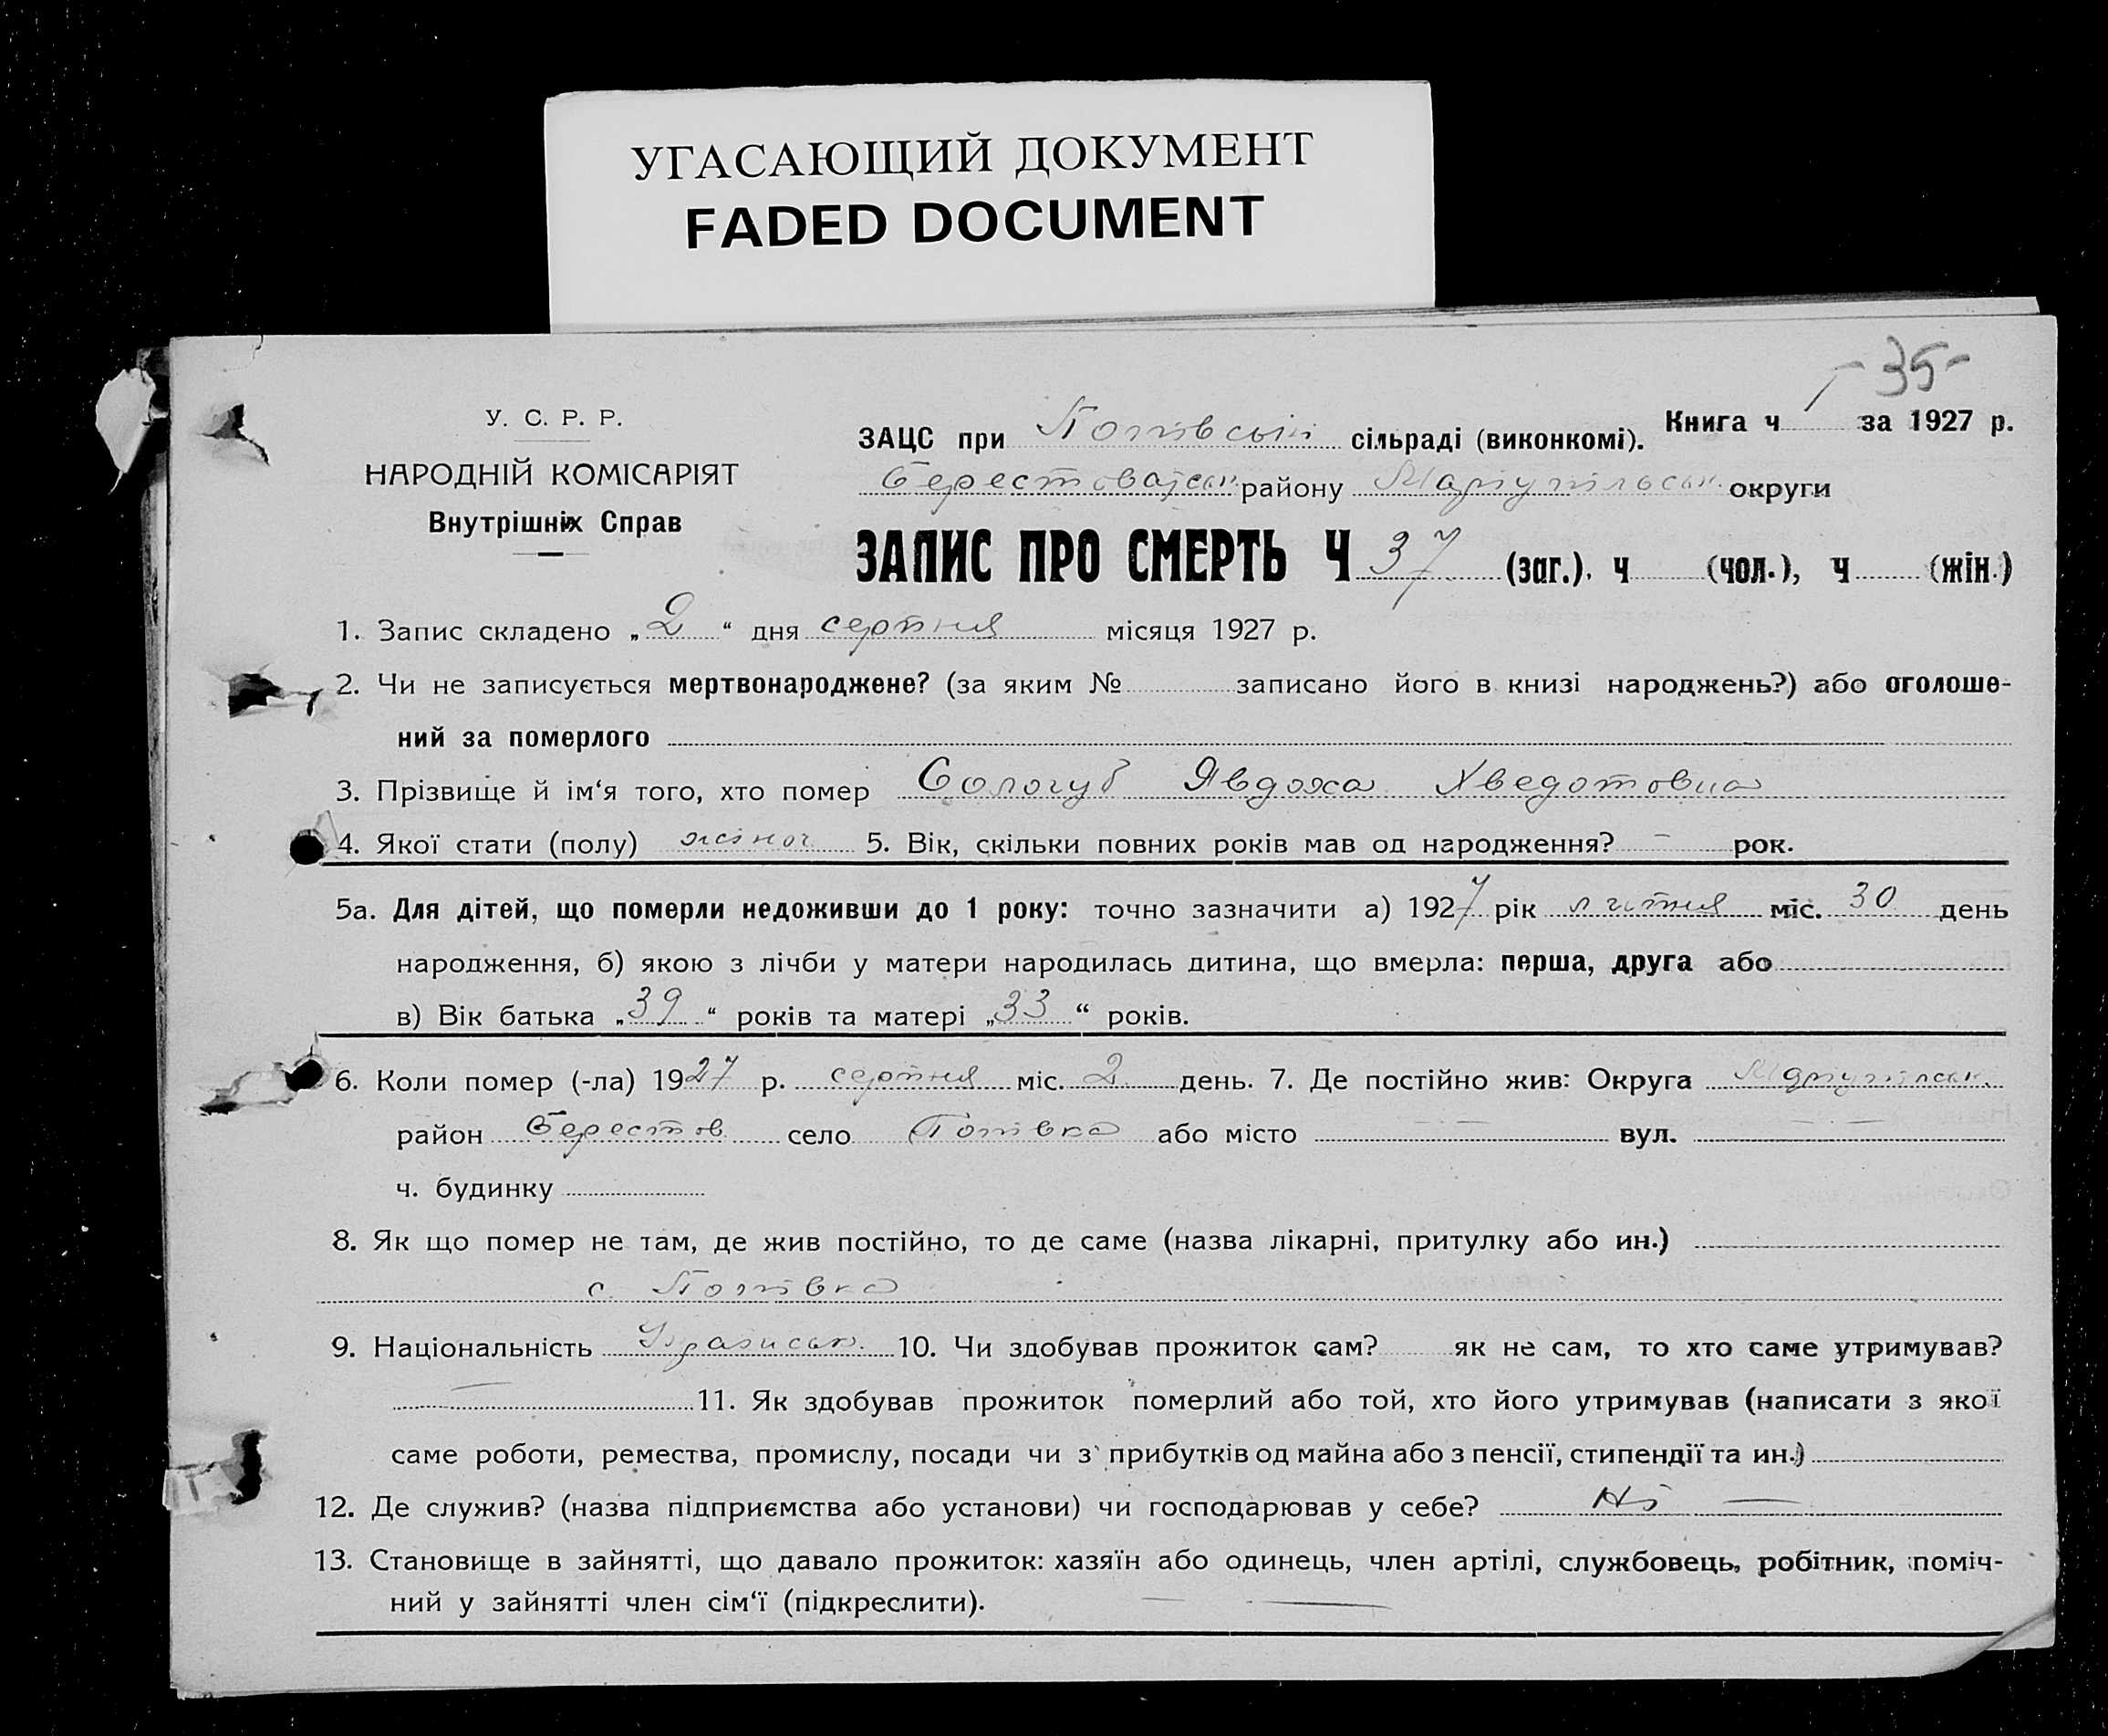 УГАСАЮЩИЙ ДОКУМЕНТ
FADED DOCUMENT
- 35 -
У. С. Р. Р.
НАРОДНІЙ КОМІСАРІЯТ
Внутрішніх Справ
Книга ч 1 за 1927 р.
ЗАЦС при Попівській сільраді (виконкомі).
Берестоваськ. району Маріупільськ. округи
ЗАПИС ПРО СМЕРТЬ Ч 37 (заг.). ч (чол.), ч (жін.)
1. Запис складено „2“ дня серпня місяця 1927 р.
2. Чи не записується мертвонароджене? (за яким № записано його в книзі народжень?) або оголоше-
ний за померлого
3. Прізвище й ім‘я того, хто помер Сологуб Явдоха Хведотовна
4. Якої стати (полу) жіноч 5. Вік, скільки повних років мав од народження? – рок.
5а. Для дітей, що померли недоживши до 1 року: точно зазначити а) 1927 рік липня міс. 30 день
народження, б) якою з лічби у матери народилась дитина, що вмерла: перша, друга або
в) Вік батька „39“ років та матері „33“ років.
6. Коли помер (-ла) 1927 р. серпня міс. 2 день. 7. Де постійно жив: Округа Маріупільськ.
район Берестов село Попівка або місто — вул. —
ч. будинку
8. Як що помер не там, де жив постійно, то де саме (назва лікарні, притулку або ин.)
с. Попівка
9. Національність Українськ. 10. Чи здобував прожиток сам? як не сам, то хто саме утримував?
— 11. Як здобував прожиток померлий або той, хто його утримував (написати з якої
саме роботи, ремества, промислу, посади чи з прибутків од майна або з пенсії, стипендії та ин.)
12. Де служив? (назва підприємства або установи) чи господарював у себе? Ні —
13. Становище в зайнятті, що давало прожиток: хазяїн або одинець, член артілі, службовець, робітник, поміч-
ний у зайнятті член сім‘ї (підкреслити). — —